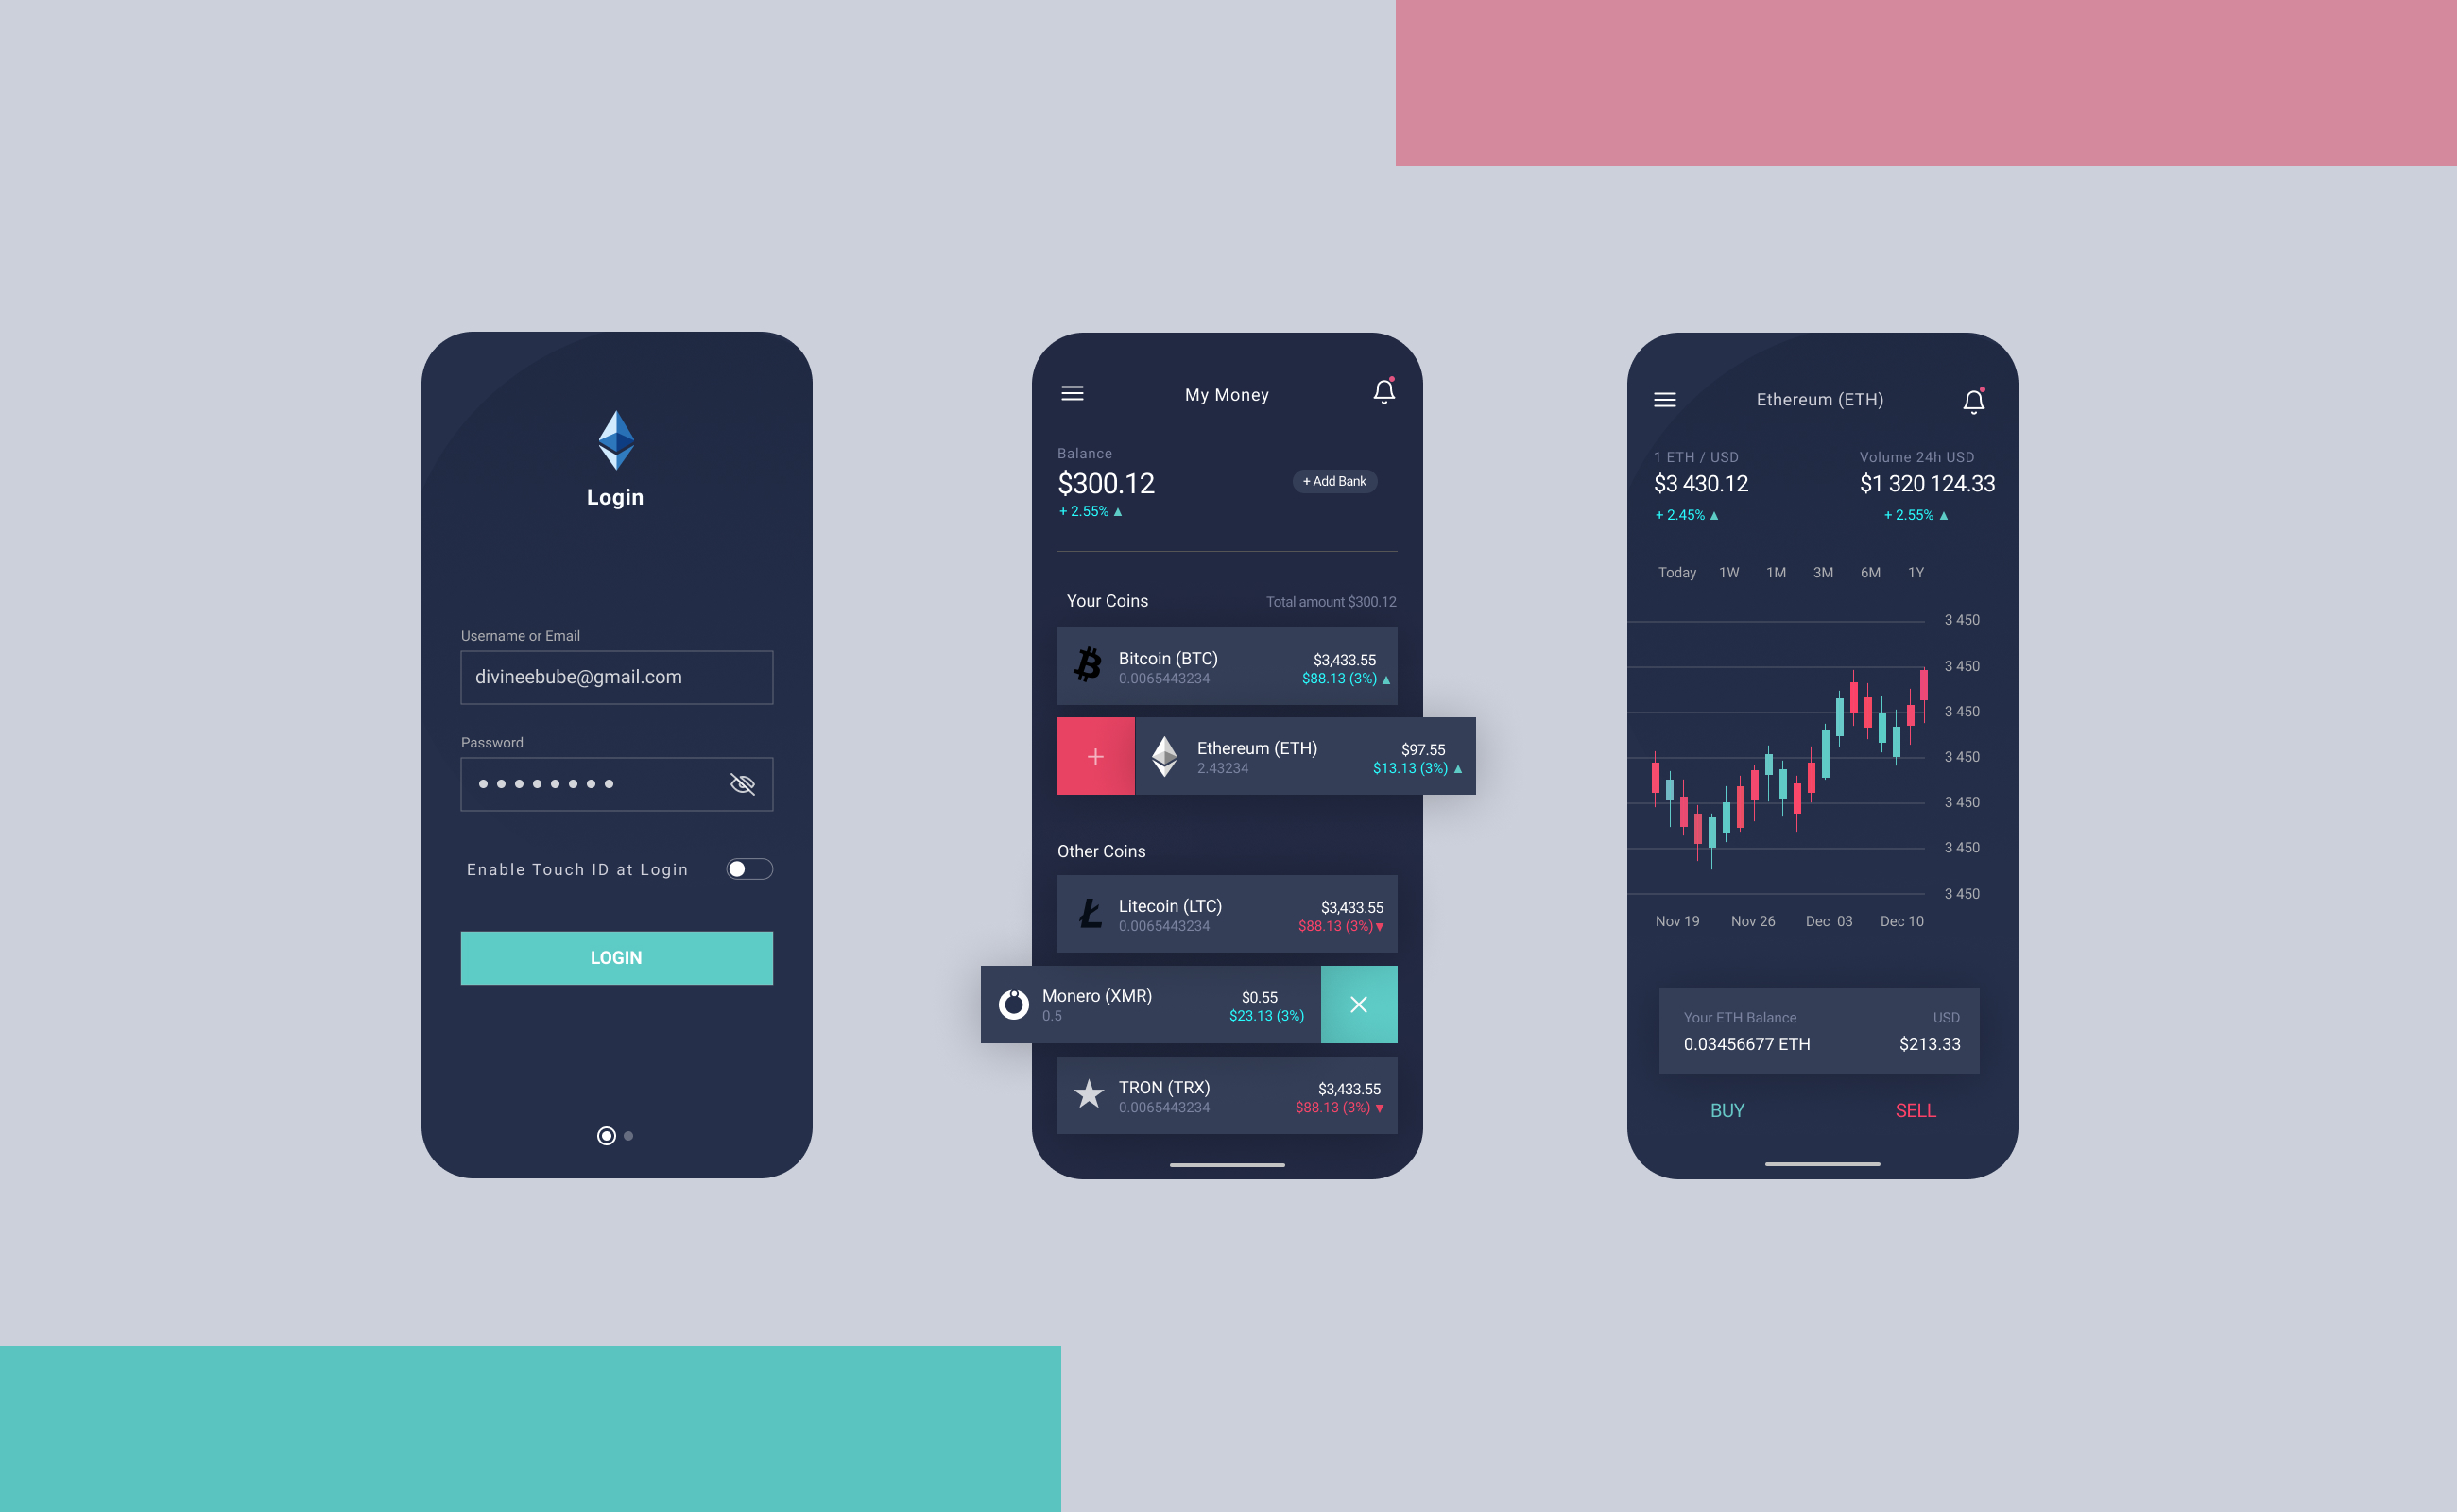 Login
Username or Email
divineebube@gmail.com
Password
Enable Touch ID at Login
LOGIN
My Money
Balance
$300.12
+ Add Bank
+ 2.55% ▲
Your Coins
Total amount $300.12
Bitcoin (BTC)
$3,433.55
0.0065443234
$88.13 (3%) ▲
+
Ethereum (ETH)
$97.55
2.43234
$13.13 (3%) ▲
Other Coins
Litecoin (LTC)
$3,433.55
0.0065443234
$88.13 (3%)▼
Monero (XMR)
$0.55
0.5
$23.13 (3%)
TRON (TRX)
$3,433.55
0.0065443234
$88.13 (3%) ▼
Ethereum (ETH)
1 ETH / USD
Volume 24h USD
$3 430.12
$1 320 124.33
+ 2.45% ▲
+ 2.55% ▲
Today 1W 1M 3M 6M 1Y
3 450
3 450
3 450
3 450
3 450
3 450
3 450
Nov 19 Nov 26 Dec 03 Dec 10
Your ETH Balance
USD
0.03456677 ETH
$213.33
BUY
SELL